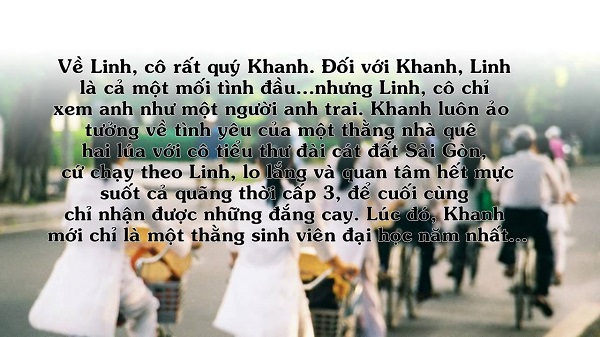 Về Linh, cô rất quý Khanh. Đối với Khanh, Linh
là cả một mối tình đầu...nhưng Linh, cô chỉ
xem anh như một người anh trai. Khanh luôn ảo
tưởng về tình yêu của một thằng nhà quê
hai lúa với cô tiểu thư đài cát đất Sài Gòn,
cứ chạy theo Linh, lo lắng và quan tâm hết mực
suốt cả quãng thời cấp 3, để cuối cùng
chỉ nhận được những đắng cay. Lúc đó, Khanh
mới chỉ là một thằng sinh viên đại học năm nhất...